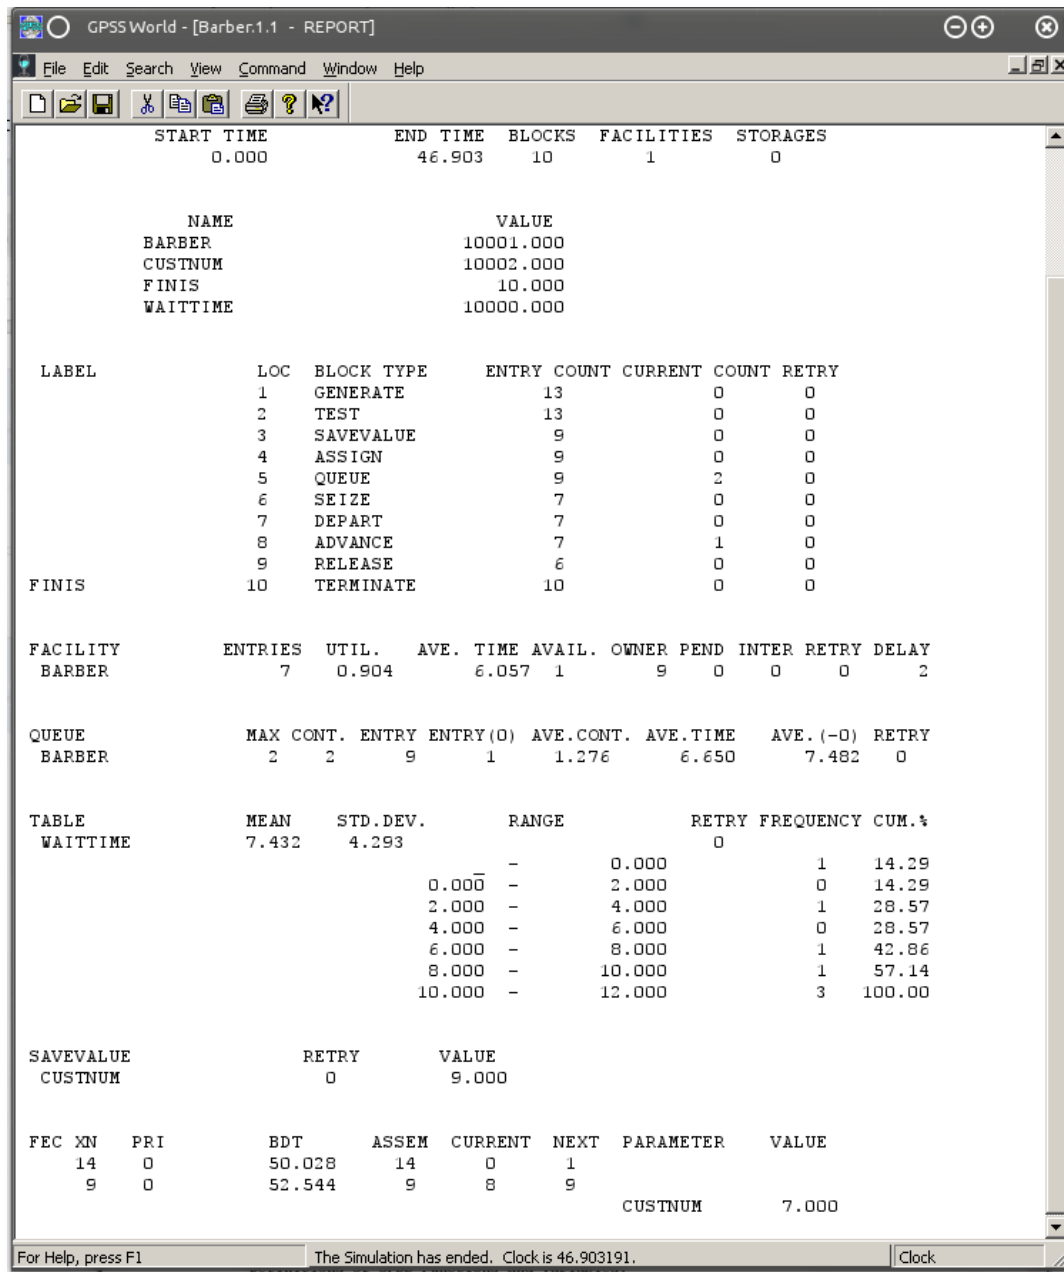 GPSS World - [Barber.1.1 - REPORT]
File Edit Search View Command Window Help
START TIME END TIME BLOCKS FACILITIES STORAGES
0.000 46.903 10 1 0
NAME VALUE
BARBER 10001.000
CUSTNUM 10002.000
FINIS 10.000
WAITTIME 10000.000
LABEL LOC BLOCK TYPE ENTRY COUNT CURRENT COUNT RETRY
1 GENERATE 13 0 0
2 TEST 13 0 0
3 SAVEVALUE 9 0 0
4 ASSIGN 9 0 0
5 QUEUE 9 2 0
6 SEIZE 7 0 0
7 DEPART 7 0 0
8 ADVANCE 7 1 0
9 RELEASE 6 0 0
FINIS 10 TERMINATE 10 0 0
FACILITY ENTRIES UTIL. AVE. TIME AVAIL. OWNER PEND INTER RETRY DELAY
BARBER 7 0.904 6.057 1 9 0 0 0 2
QUEUE MAX CONT. ENTRY ENTRY(0) AVE.CONT. AVE.TIME AVE.(-0) RETRY
BARBER 2 2 9 1 1.276 6.650 7.482 0
TABLE MEAN STD.DEV. RANGE RETRY FREQUENCY CUM.%
WAITTIME 7.432 4.293 0
_ - 0.000 1 14.29
0.000 - 2.000 0 14.29
2.000 - 4.000 1 28.57
4.000 - 6.000 0 28.57
6.000 - 8.000 1 42.86
8.000 - 10.000 1 57.14
10.000 - 12.000 3 100.00
SAVEVALUE RETRY VALUE
CUSTNUM 0 9.000
FEC XN PRI BDT ASSEM CURRENT NEXT PARAMETER VALUE
14 0 50.028 14 0 1
9 0 52.544 9 8 9
CUSTNUM 7.000
For Help, press F1 The Simulation has ended. Clock is 46.903191. Clock